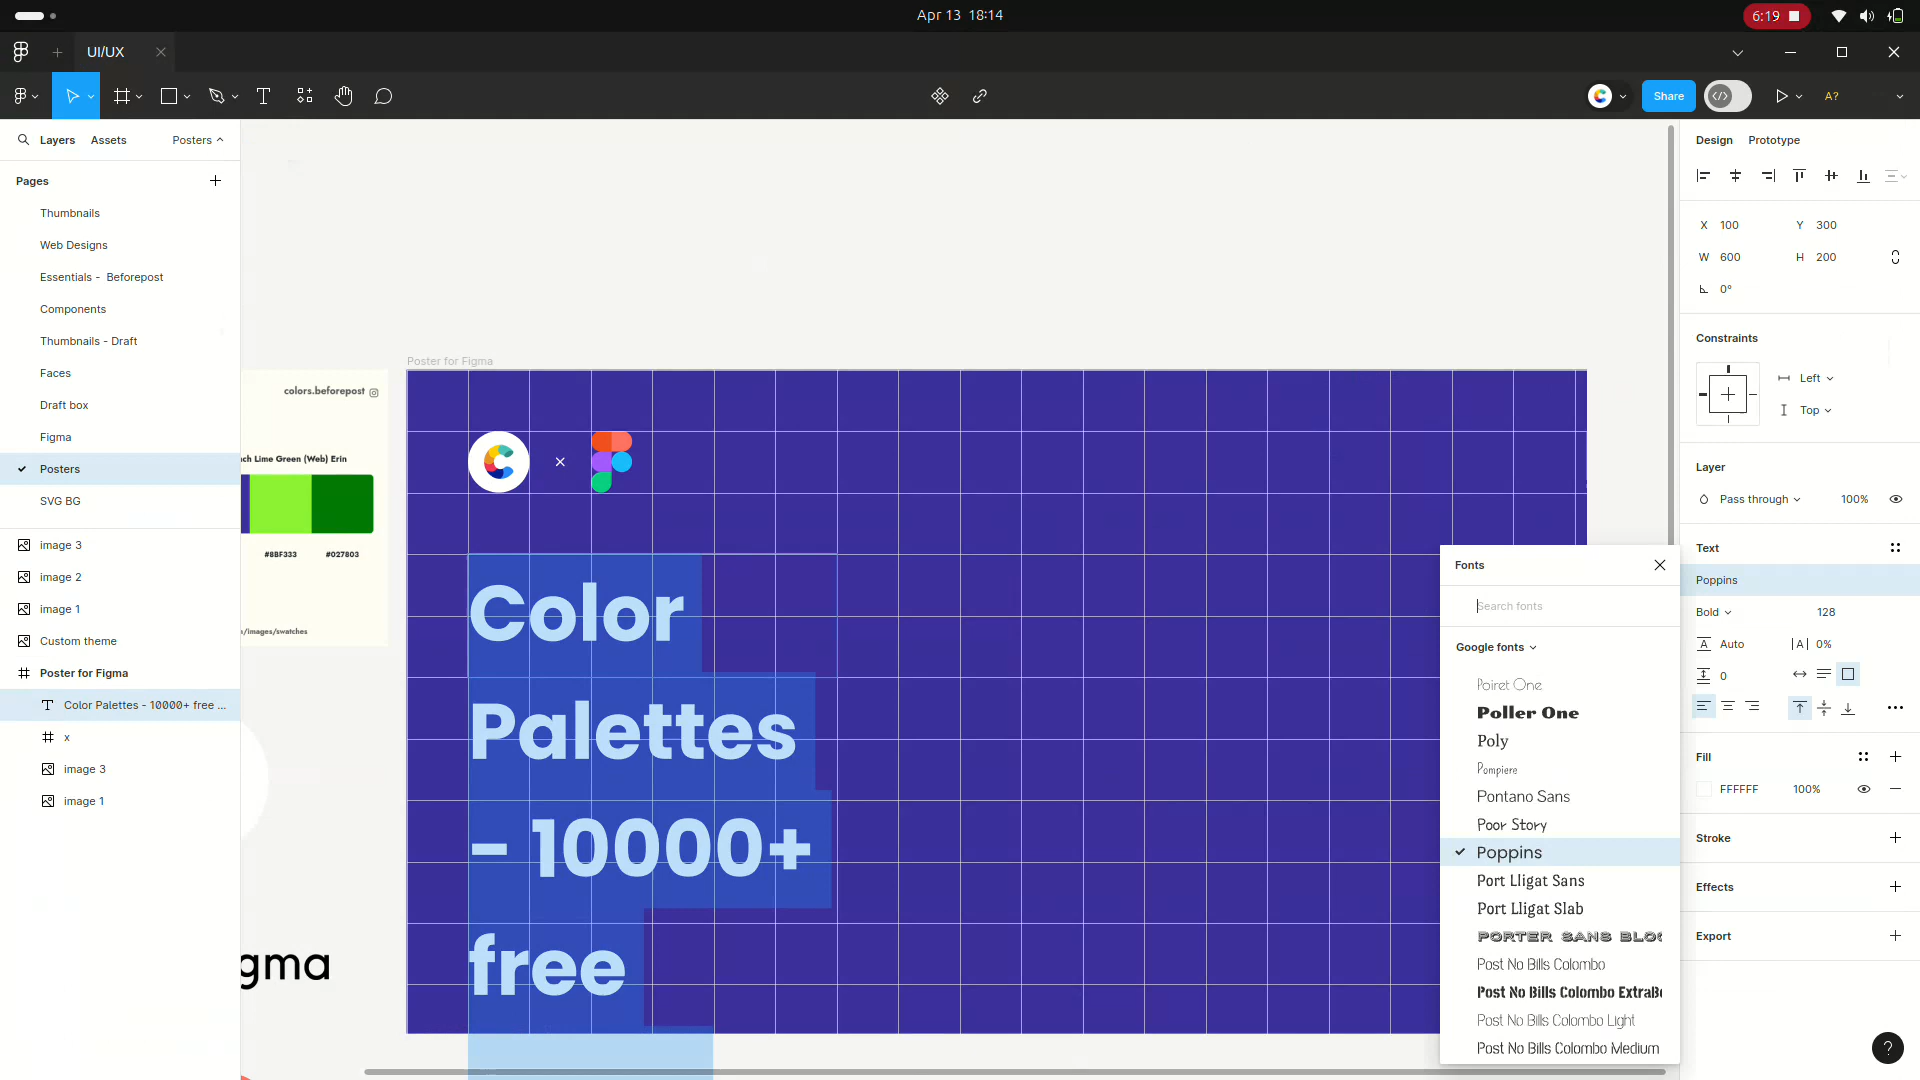 Apr 13 18:14
6:19
UI/UX
Share
A?
Layers
Assets
Posters
Pages
Thumbnails
Web Designs
Essentials - Beforepost
Components
Thumbnails - Draft
Faces
Draft box
Figma
Posters
SVG BG
image 3
image 2
image 1
Custom theme
Poster for Figma
Color Palettes - 10000+ free ...
x
image 3
image 1
colors.beforepost
ch Lime Green (Web) Erin
#8BF333
#027803
/images/swatches
gma
Poster for Figma
×
Color
Palettes
- 10000+
free
Fonts
Search fonts
Google fonts
Poiret One
Poller One
Poly
Pompiere
Pontano Sans
Poor Story
Poppins
Port Lligat Sans
Port Lligat Slab
PORTER SANS BLOC
Post No Bills Colombo
Post No Bills Colombo ExtraBo
Post No Bills Colombo Light
Post No Bills Colombo Medium
Design
Prototype
X 100 Y 300
W 600 H 200
0°
Constraints
Left
Top
Layer
Pass through 100%
Text
Poppins
Bold 128
A Auto |A| 0%
0
Fill
FFFFFF 100%
Stroke
Effects
Export
?